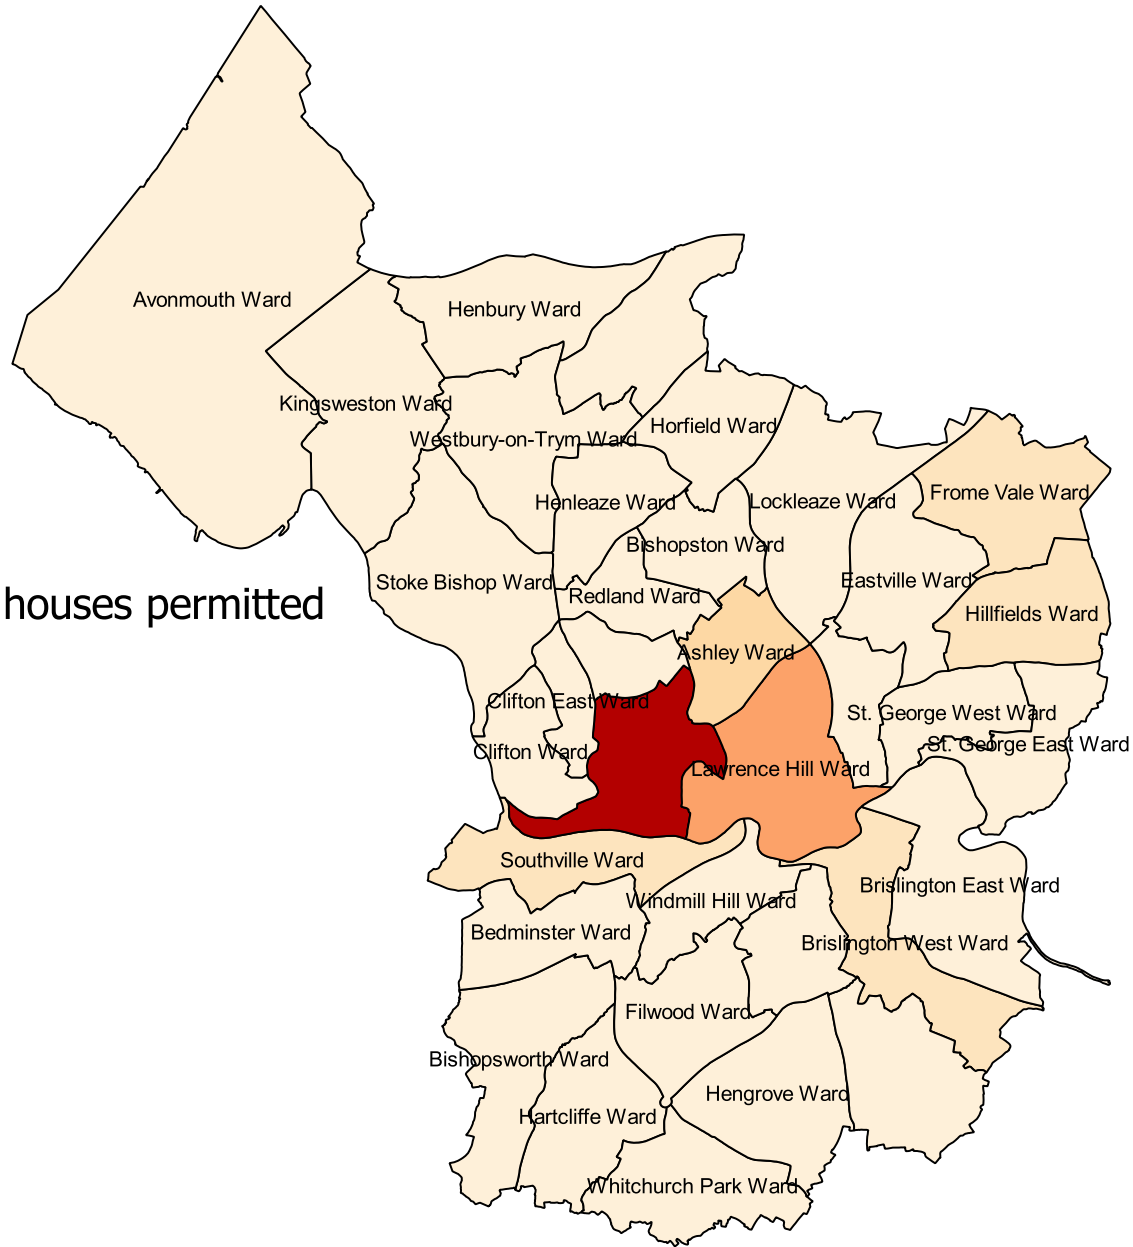 Avonmouth Ward
Henbury Ward
Kingsweston Ward
Westbury-on-Trym Ward
Horfield Ward
Henleaze Ward
Lockleaze Ward
Frome Vale Ward
Bishopston Ward
Stoke Bishop Ward
Redland Ward
Eastville Ward
houses permitted
Hillfields Ward
Ashley Ward
Clifton East Ward
St. George West Ward
Clifton Ward
St. George East Ward
Lawrence Hill Ward
Southville Ward
Brislington East Ward
Windmill Hill Ward
Bedminster Ward
Brislington West Ward
Filwood Ward
Bishopsworth Ward
Hengrove Ward
Hartcliffe Ward
Whitchurch Park Ward